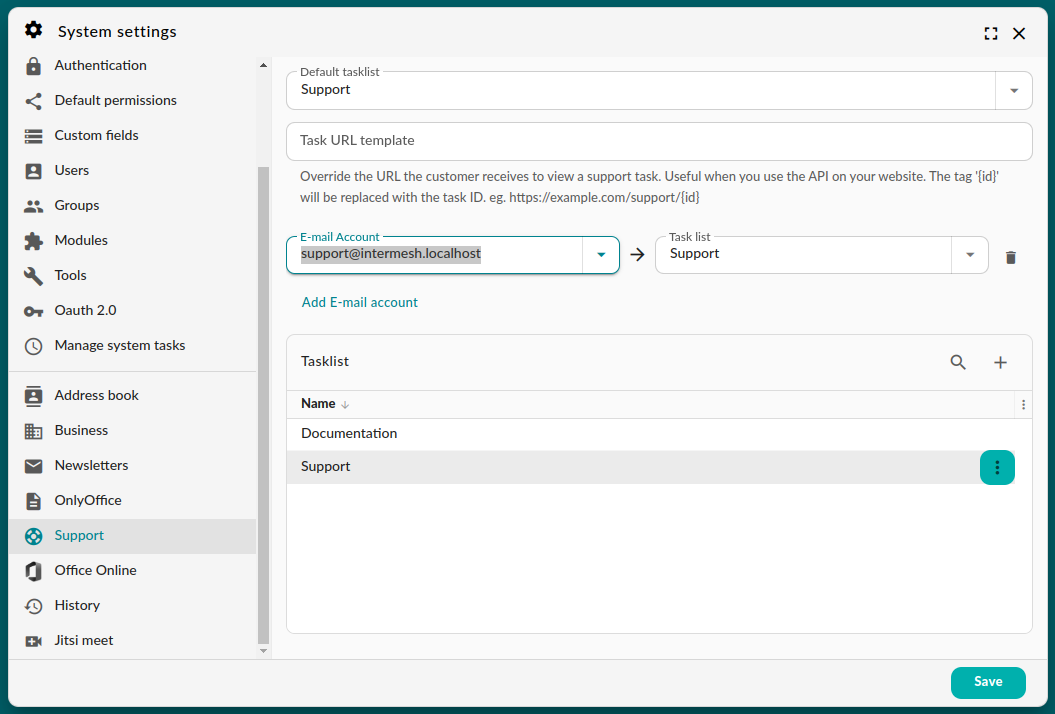 System settings
Authentication
Default permissions
Custom fields
Users
Groups
Modules
Tools
Oauth 2.0
Manage system tasks
Address book
Business
Newsletters
OnlyOffice
Support
Office Online
History
Jitsi meet
Default tasklist
Support
Task URL template
Override the URL the customer receives to view a support task. Useful when you use the API on your website. The tag '{id}'
will be replaced with the task ID. eg. https://example.com/support/{id}
E-mail Account
support@intermesh.localhost
Task list
Support
Add E-mail account
Tasklist
Name
Documentation
Support
Save